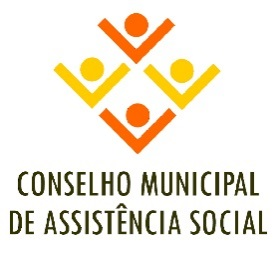 CONSELHO MUNICIPAL
DE ASSISTÊNCIA SOCIAL